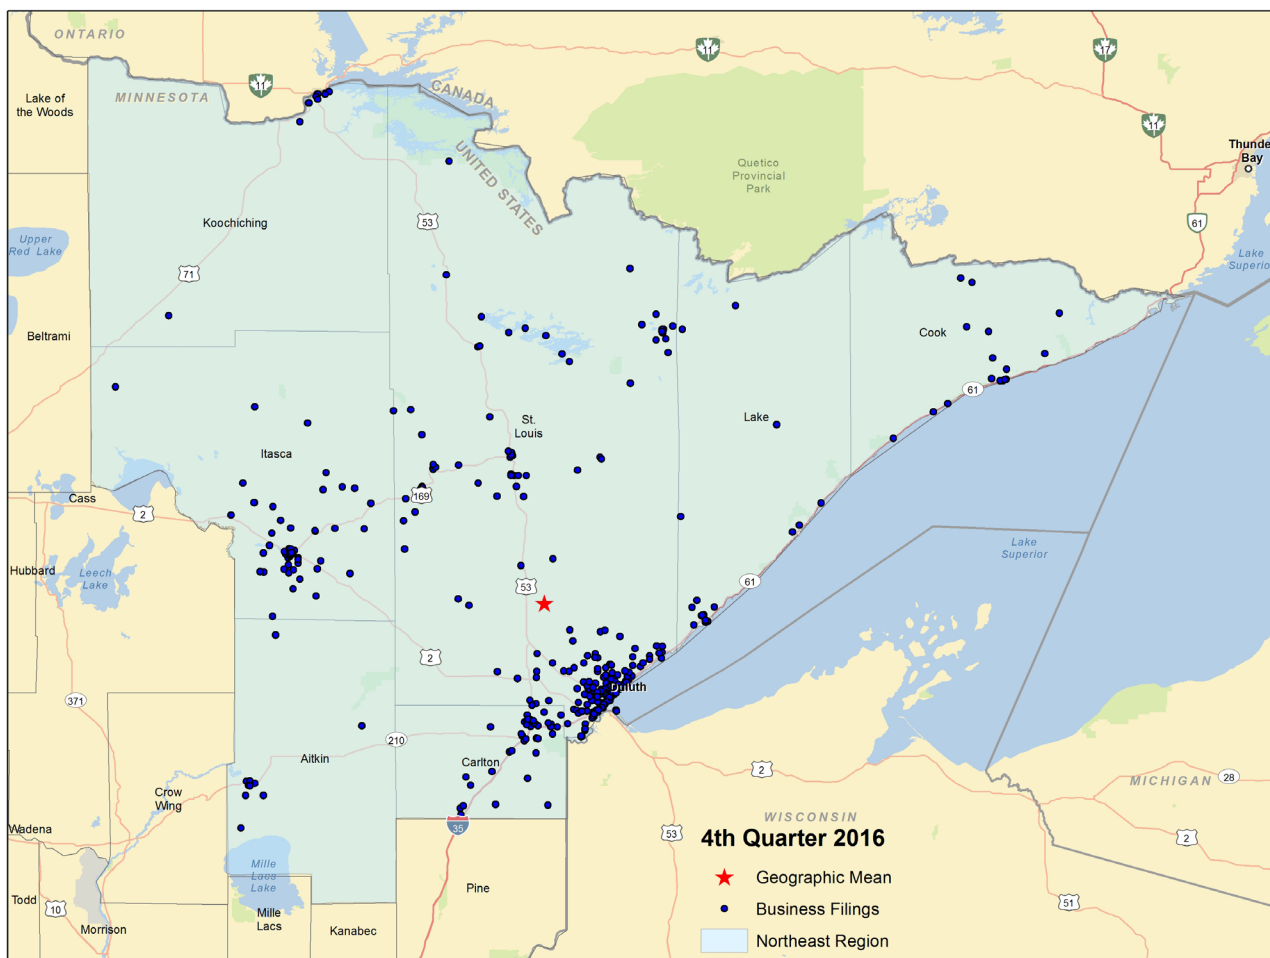 ONTARIO
11
11
17
Lake of
the Woods
MINNESOTA
CANADA
11
Thunde
Bay
UNITED STATES
Quetico
Provincial
Park
Koochiching
53
61
Upper
Red Lake
71
Lake
Superio
Beltrami
Cook
61
Lake
St.
Louis
Itasca
Cass
169
2
Lake
Superior
Hubbard
Leech
Lake
53
61
2
Duluth
371
210
Aitkin
Carlton
2
MICHIGAN
28
Crow
Wing
WISCONSIN
Wadena
35
53
4th Quarter 2016
2
Mille
Lacs
Lake
Geographic Mean
Pine
Todd
10
51
Business Filings
Mille
Lacs
Morrison
Kanabec
Northeast Region